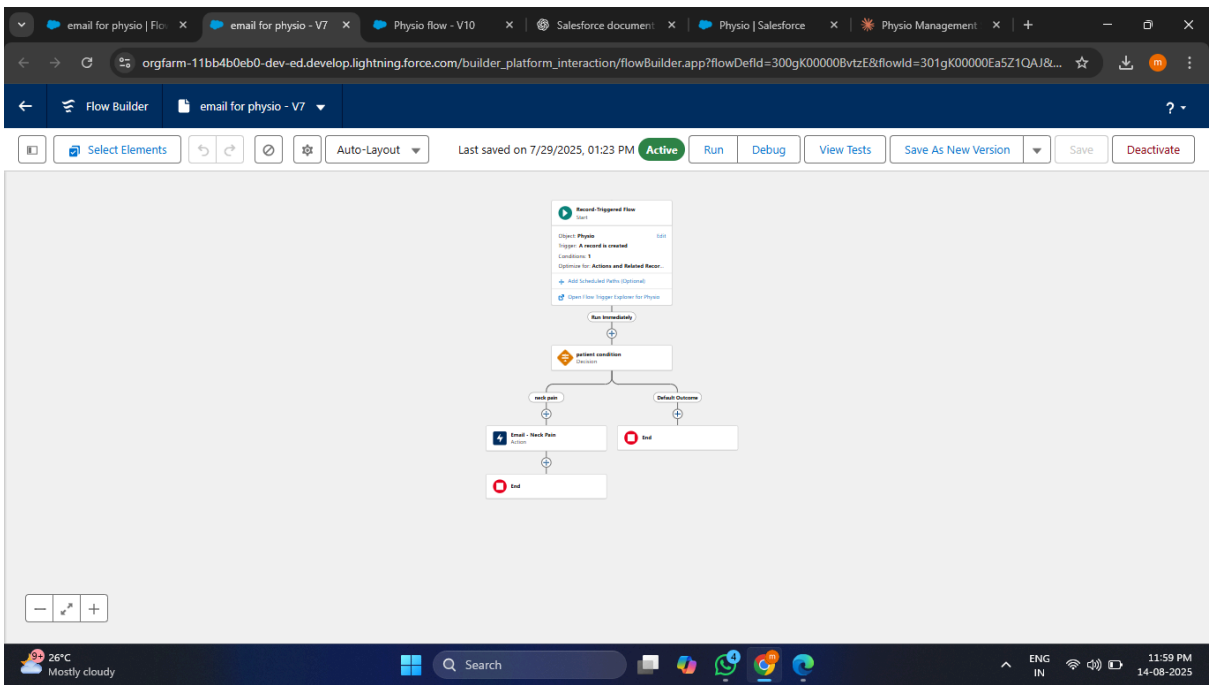 email for physio | Flo
email for physio - V7
Physio flow - V10
Salesforce document
Physio | Salesforce
Physio Management
orgfarm-11bb4b0eb0-dev-ed.develop.lightning.force.com/builder_platform_interaction/flowBuilder.app?flowDefId=300gK00000BvtzE&flowId=301gK00000Ea5Z1QAJ&...
m
Flow Builder
email for physio - V7
?
Select Elements
Auto-Layout
Last saved on 7/29/2025, 01:23 PM
Active
Run
Debug
View Tests
Save As New Version
Save
Deactivate
Record-Triggered Flow
Start
Object: Physio
Edit
Trigger: A record is created
Conditions: 1
Optimize for: Actions and Related Recor...
Add Scheduled Paths (Optional)
Open Flow Trigger Explorer for Physio
Run Immediately
patient condition
Decision
neck pain
Default Outcome
Email - Neck Pain
Action
End
End
9+
26°C
Mostly cloudy
Search
4
ENG
IN
11:59 PM
14-08-2025